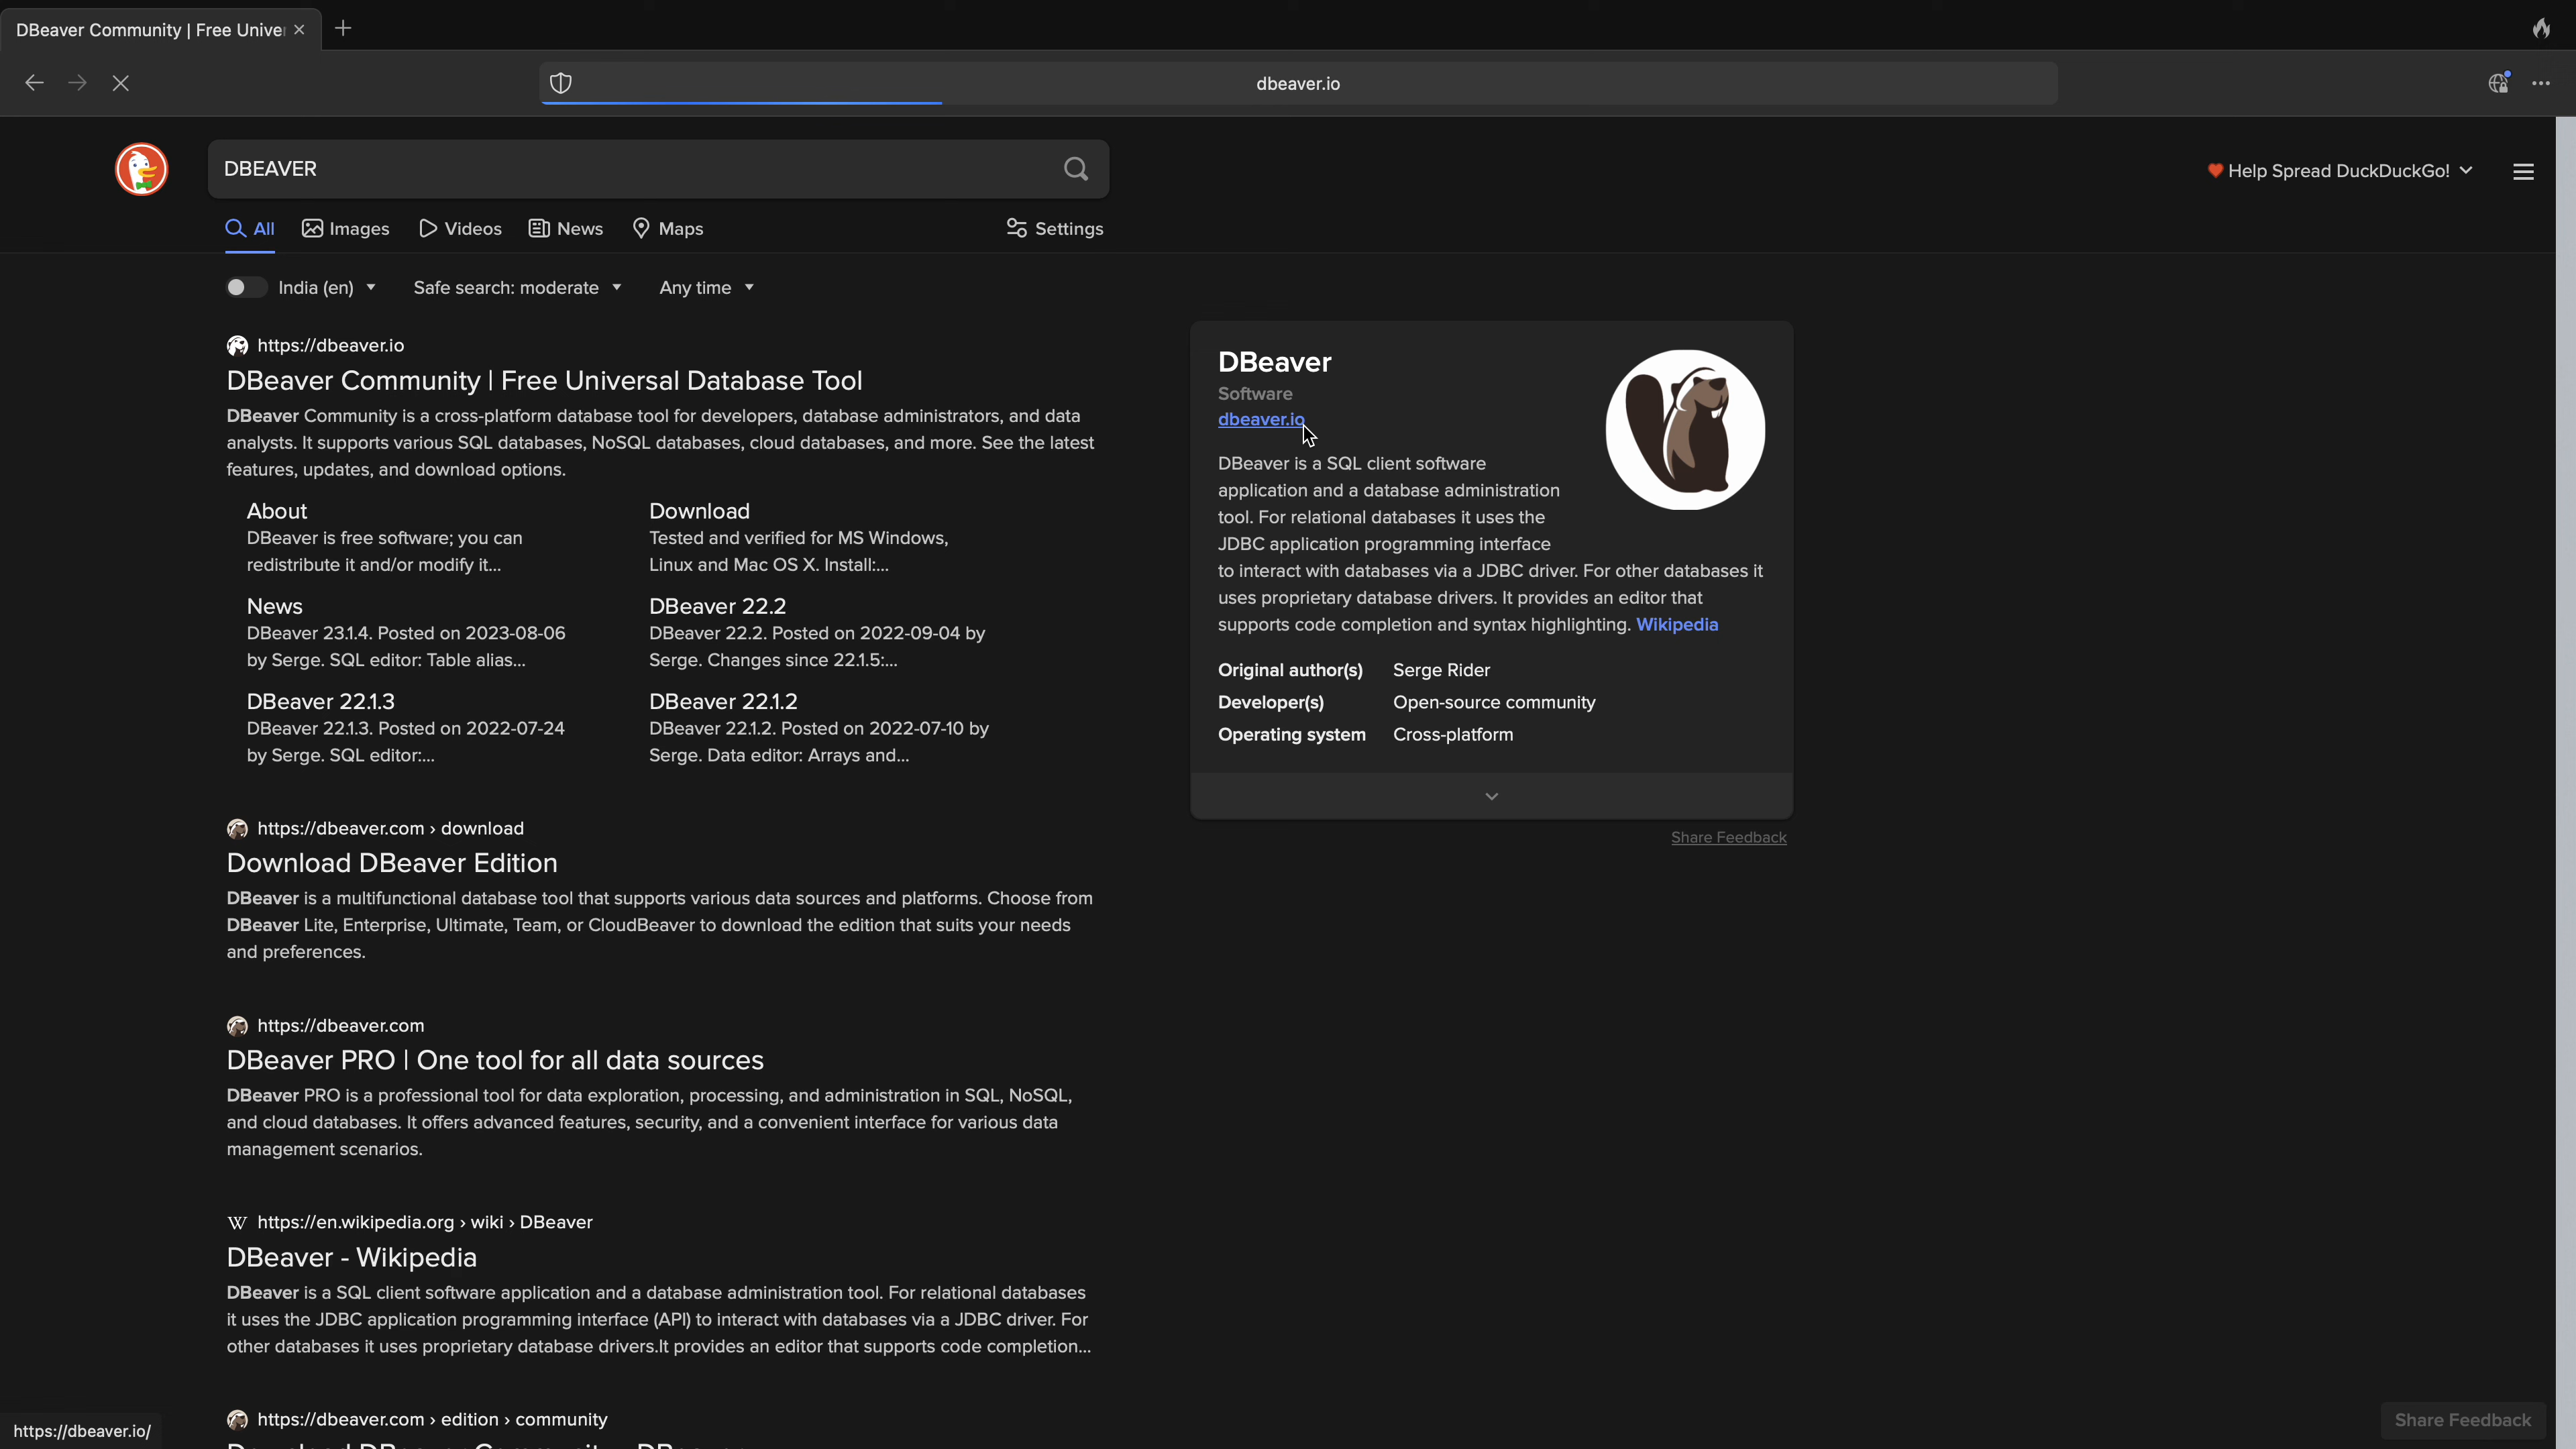 DBeaver Community | Free Univer
dbeaver.io
DBEAVER
Help Spread DuckDuckGo!
All Images Videos News Maps Settings
India (en) Safe search: moderate Any time
https://dbeaver.io
DBeaver Community | Free Universal Database Tool
DBeaver Community is a cross-platform database tool for developers, database administrators, and data
analysts. It supports various SQL databases, NoSQL databases, cloud databases, and more. See the latest
features, updates, and download options.
About
DBeaver is free software; you can
redistribute it and/or modify it...
Download
Tested and verified for MS Windows,
Linux and Mac OS X. Install:...
News
DBeaver 23.1.4. Posted on 2023-08-06
by Serge. SQL editor: Table alias...
DBeaver 22.2
DBeaver 22.2. Posted on 2022-09-04 by
Serge. Changes since 22.1.5:...
DBeaver 22.1.3
DBeaver 22.1.3. Posted on 2022-07-24
by Serge. SQL editor:...
DBeaver 22.1.2
DBeaver 22.1.2. Posted on 2022-07-10 by
Serge. Data editor: Arrays and...
https://dbeaver.com › download
Download DBeaver Edition
DBeaver is a multifunctional database tool that supports various data sources and platforms. Choose from
DBeaver Lite, Enterprise, Ultimate, Team, or CloudBeaver to download the edition that suits your needs
and preferences.
https://dbeaver.com
DBeaver PRO | One tool for all data sources
DBeaver PRO is a professional tool for data exploration, processing, and administration in SQL, NoSQL,
and cloud databases. It offers advanced features, security, and a convenient interface for various data
management scenarios.
W https://en.wikipedia.org › wiki › DBeaver
DBeaver - Wikipedia
DBeaver is a SQL client software application and a database administration tool. For relational databases
it uses the JDBC application programming interface (API) to interact with databases via a JDBC driver. For
other databases it uses proprietary database drivers.It provides an editor that supports code completion...
https://dbeaver.com › edition › community
DBeaver
Software
dbeaver.io
DBeaver is a SQL client software
application and a database administration
tool. For relational databases it uses the
JDBC application programming interface
to interact with databases via a JDBC driver. For other databases it
uses proprietary database drivers. It provides an editor that
supports code completion and syntax highlighting. Wikipedia
Original author(s) Serge Rider
Developer(s) Open-source community
Operating system Cross-platform
Share Feedback
Share Feedback
https://dbeaver.io/